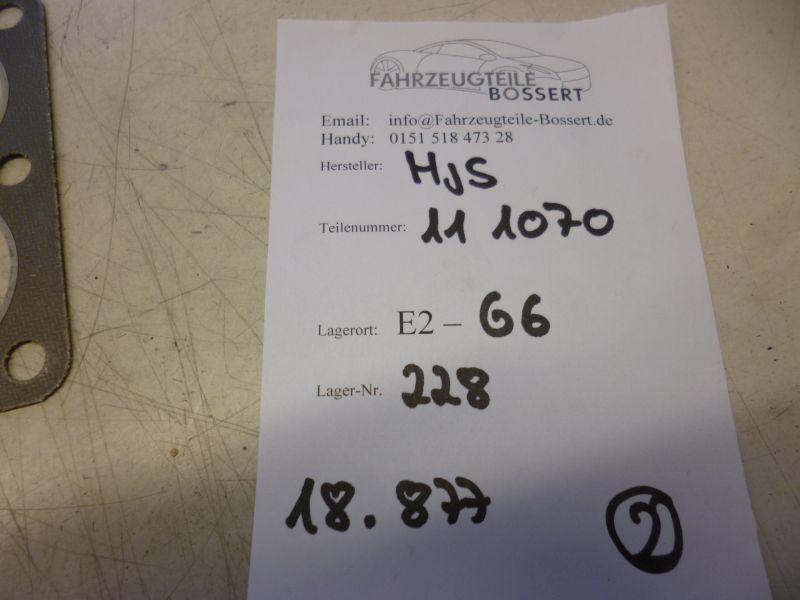 FAHRZEUGTEILE
BOSSERT
Email: info@Fahrzeugteile-Bossert.de
Handy: 0151 518 473 28
Hersteller: HJS
Teilenummer: 11 1070
Lagerort: E2 – G6
Lager-Nr. 228
18.877